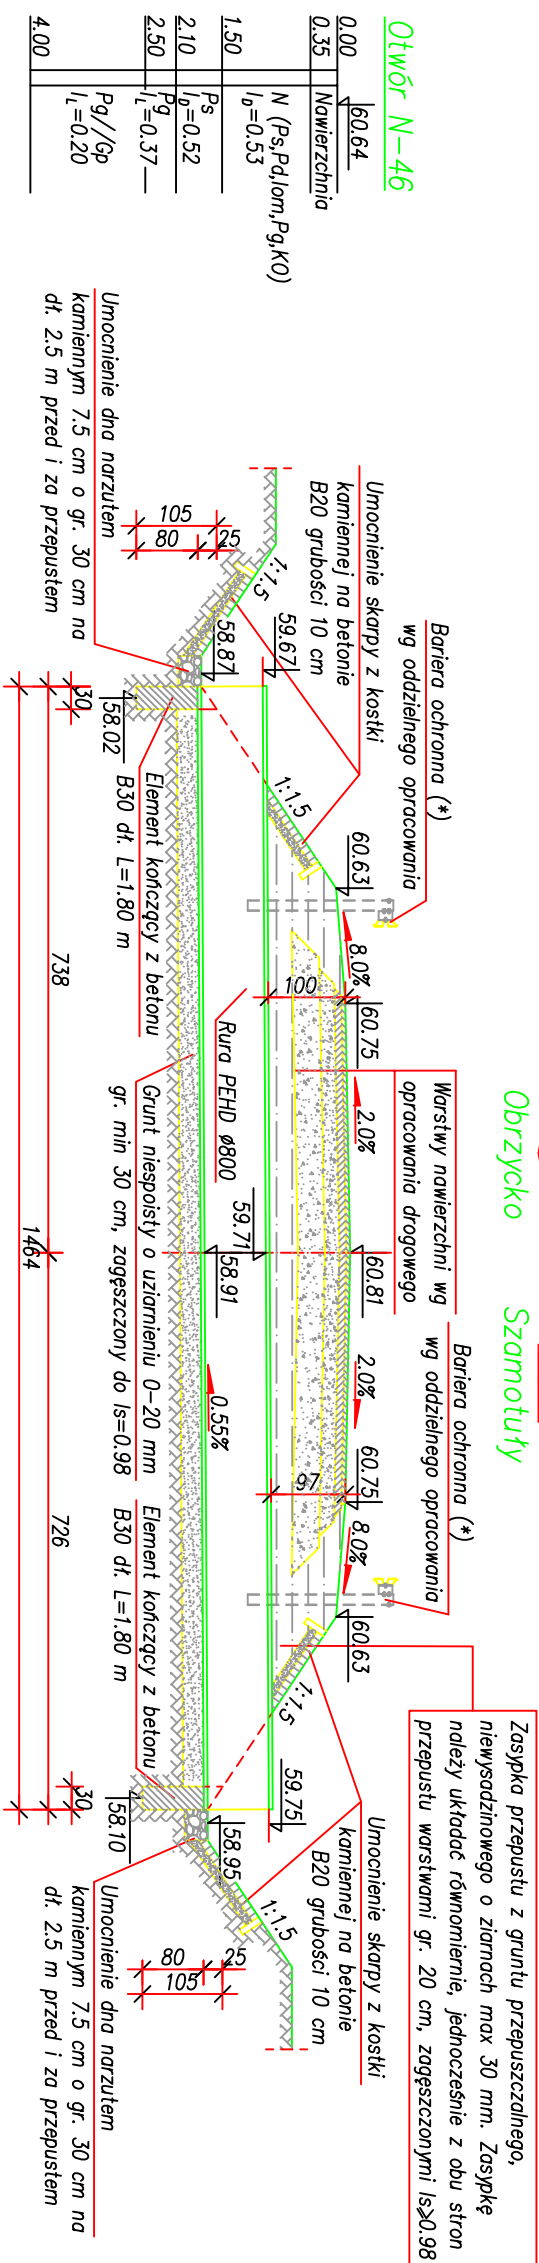 Otwór N-46
60.64
0.00
Nawierzchnia
0.35
N (Ps,Pd,łom,Pg,KO)
ID=0.53
1.50
Ps
ID=0.52
2.10
Pg
IL=0.37
2.50
Pg//Gp
IL=0.20
4.00
Obrzycko
Szamotuły
Bariera ochronna (*)
wg oddzielnego opracowania
Umocnienie skarpy z kostki
kamiennej na betonie
B20 grubości 10 cm
Warstwy nawierzchni wg
opracowania drogowego
Bariera ochronna (*)
wg oddzielnego opracowania
Zasypka przepustu z gruntu przepuszczalnego,
niewysadzinowego o ziarnach max 30 mm. Zasypkę
należy układać równomiernie, jednocześnie z obu stron
przepustu warstwami gr. 20 cm, zagęszczonymi Is≥0.98
Umocnienie skarpy z kostki
kamiennej na betonie
B20 grubości 10 cm
60.63
8.0%
60.75
2.0%
60.81
2.0%
60.75
8.0%
60.63
1:1.5
59.67
1:1.5
100
97
1:1.5
59.75
1:1.5
58.87
Rura PEHD ø800
59.71
58.91
0.55%
58.95
105
80
25
80
25
105
30
58.02
30
58.10
Umocnienie dna narzutem
kamiennym 7.5 cm o gr. 30 cm na
dł. 2.5 m przed i za przepustem
Element kończący z betonu
B30 dł. L=1.80 m
Grunt niespoisty o uziarnieniu 0-20 mm
gr. min 30 cm, zagęszczony do Is=0.98
Element kończący z betonu
B30 dł. L=1.80 m
Umocnienie dna narzutem
kamiennym 7.5 cm o gr. 30 cm na
dł. 2.5 m przed i za przepustem
738
726
1464